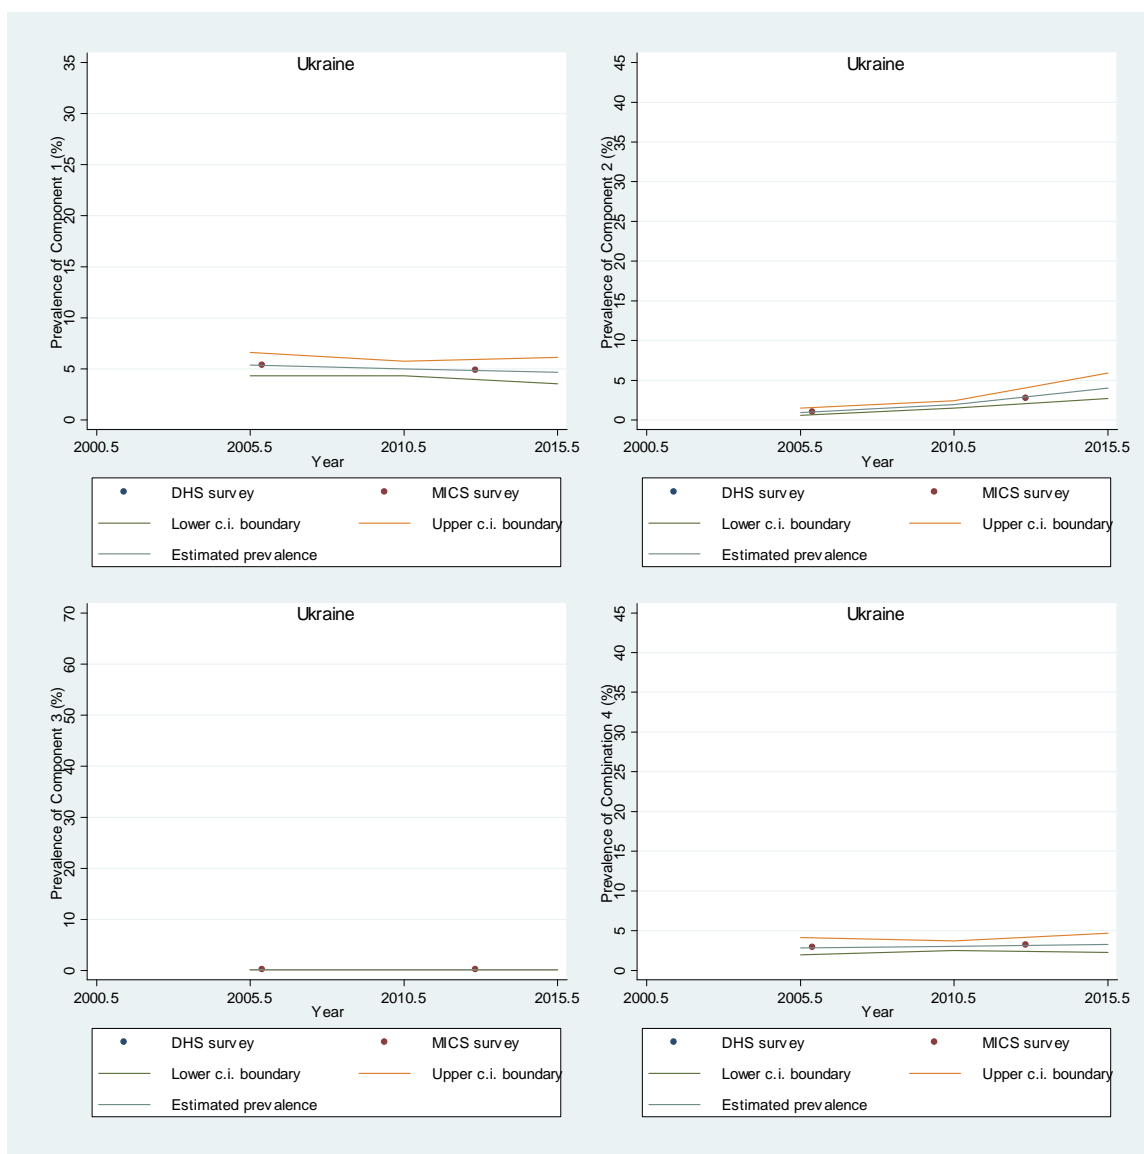 Ukraine
Prevalence of Component 1 (%)
35
30
25
20
15
10
5
0
2000.5 2005.5 2010.5 2015.5
Year
DHS survey MICS survey
Lower c.i. boundary Upper c.i. boundary
Estimated prevalence
Ukraine
Prevalence of Component 2 (%)
45
40
35
30
25
20
15
10
5
0
2000.5 2005.5 2010.5 2015.5
Year
DHS survey MICS survey
Lower c.i. boundary Upper c.i. boundary
Estimated prevalence
Ukraine
Prevalence of Component 3 (%)
70
60
50
40
30
20
10
0
2000.5 2005.5 2010.5 2015.5
Year
DHS survey MICS survey
Lower c.i. boundary Upper c.i. boundary
Estimated prevalence
Ukraine
Prevalence of Combination 4 (%)
45
40
35
30
25
20
15
10
5
0
2000.5 2005.5 2010.5 2015.5
Year
DHS survey MICS survey
Lower c.i. boundary Upper c.i. boundary
Estimated prevalence